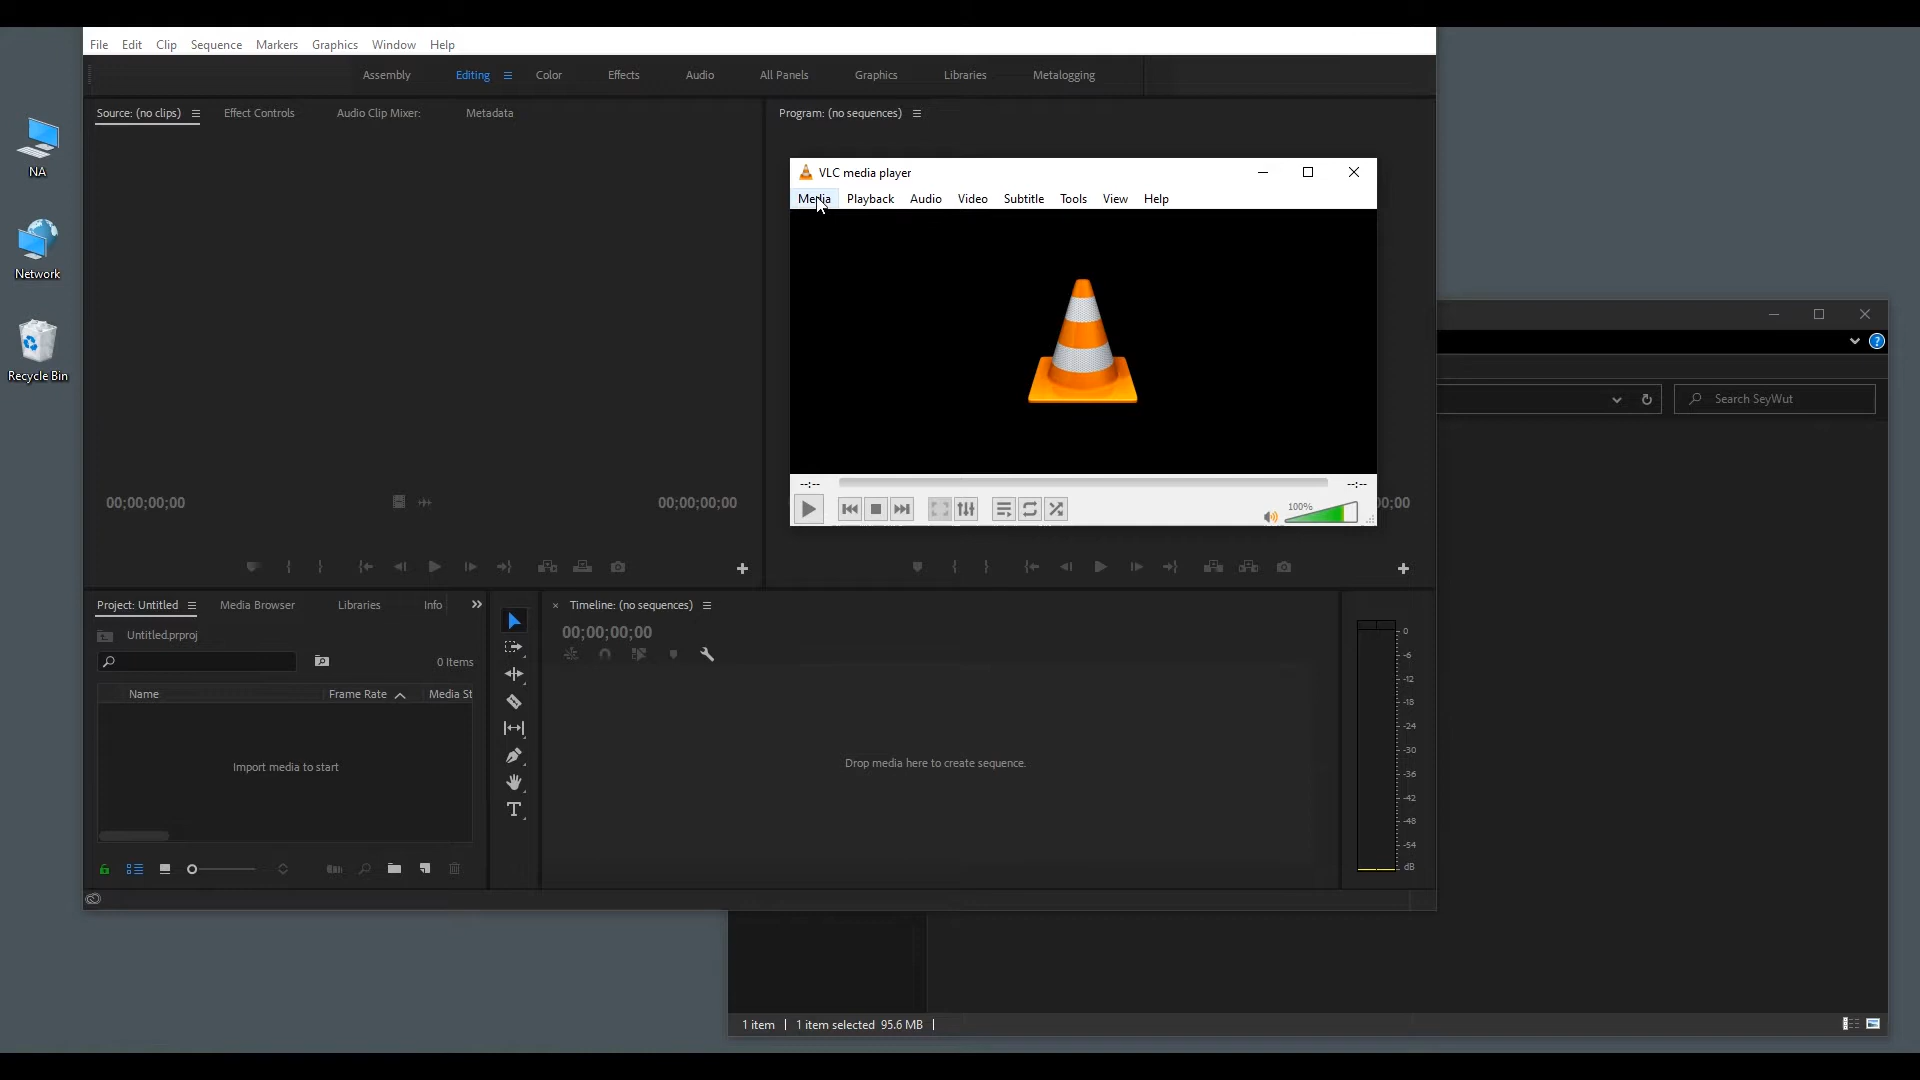 File Edit Clip Sequence Markers Graphics Window Help
Assembly Editing Color Effects Audio All Panels Graphics Libraries Metalogging
Source: (no clips) Effect Controls Audio Clip Mixer: Metadata
Program: (no sequences)
VLC media player
Media Playback Audio Video Subtitle Tools View Help
--:-- --:--
100%
NA
Network
Recycle Bin
Search SeyWut
00;00;00;00 00;00;00;00 00;00
Project: Untitled Media Browser Libraries Info
Untitled.prproj
0 Items
Name Frame Rate Media St
Import media to start
Timeline: (no sequences)
00;00;00;00
Drop media here to create sequence.
0
-6
-12
-18
-24
-30
-36
-42
-48
-54
dB
1 item 1 item selected 95.6 MB